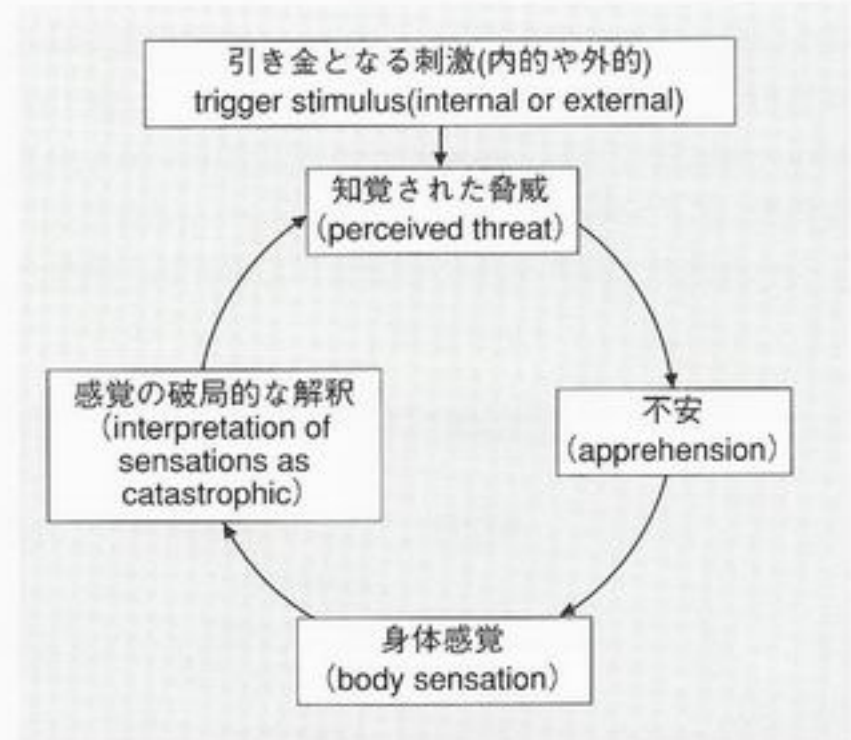 引き金となる刺激(内的や外的)
trigger stimulus(internal or external)
知覚された脅威
(perceived threat)
不安
(apprehension)
身体感覚
(body sensation)
感覚の破局的な解釈
(interpretation of
sensations as
catastrophic)